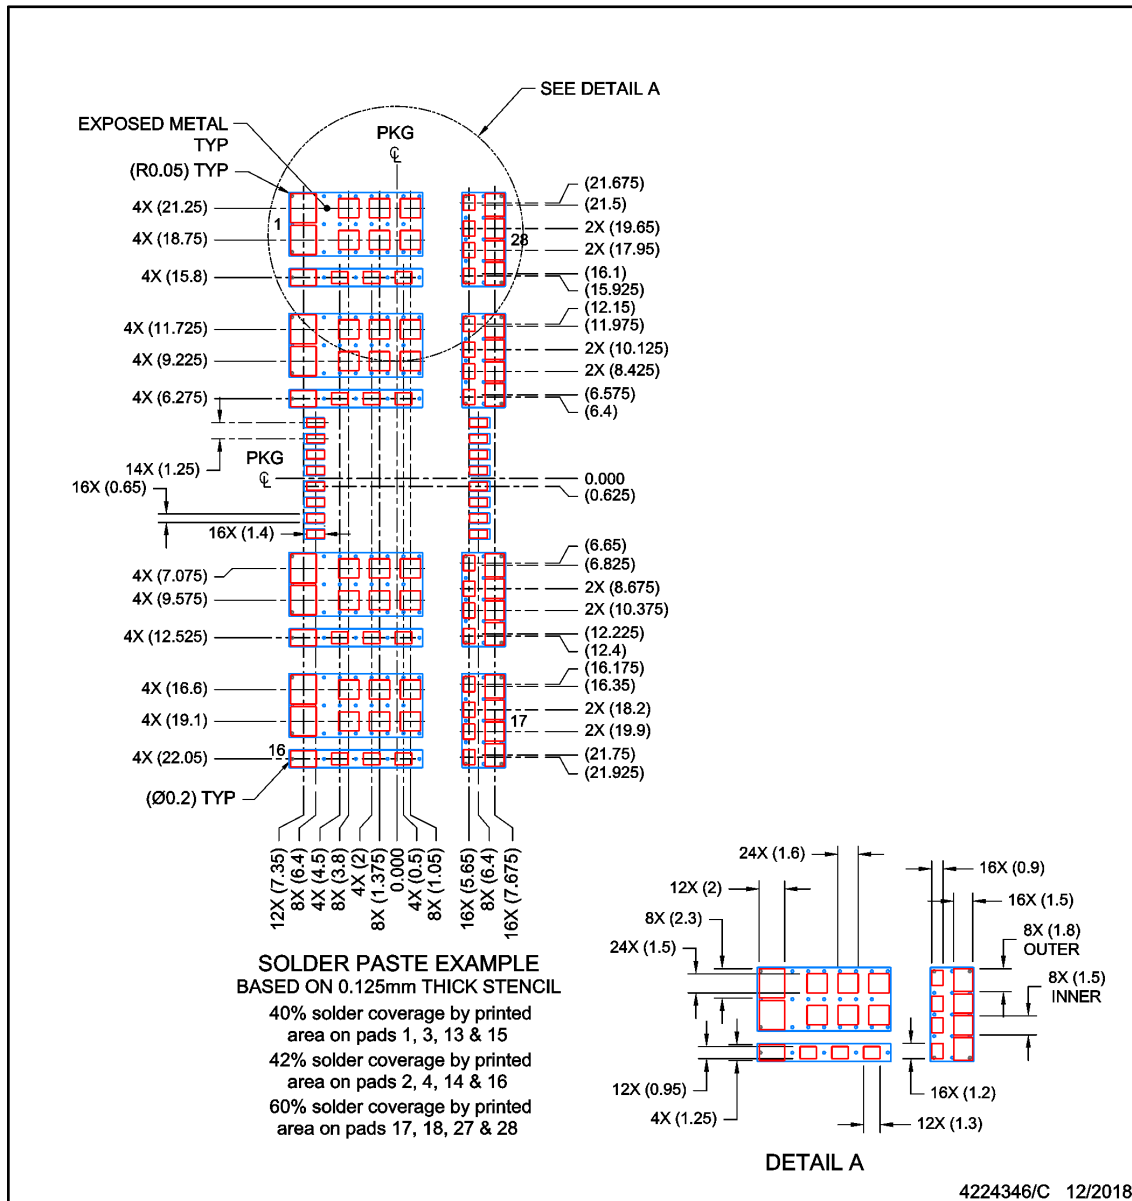 SEE DETAIL A
EXPOSED METAL
TYP
PKG
℄
(R0.05) TYP
4X (21.25)
1
4X (18.75)
4X (15.8)
4X (11.725)
4X (9.225)
4X (6.275)
14X (1.25)
PKG
℄
16X (0.65)
16X (1.4)
4X (7.075)
4X (9.575)
4X (12.525)
4X (16.6)
4X (19.1)
16
4X (22.05)
(Ø0.2) TYP
(21.675)
(21.5)
2X (19.65)
28
2X (17.95)
(16.1)
(15.925)
(12.15)
(11.975)
2X (10.125)
2X (8.425)
(6.575)
(6.4)
0.000
(0.625)
(6.65)
(6.825)
2X (8.675)
2X (10.375)
(12.225)
(12.4)
(16.175)
(16.35)
2X (18.2)
17
2X (19.9)
(21.75)
(21.925)
12X (7.35)
8X (6.4)
4X (4.5)
8X (3.8)
4X (2)
8X (1.375)
0.000
4X (0.5)
8X (1.05)
16X (5.65)
8X (6.4)
16X (7.675)
SOLDER PASTE EXAMPLE
BASED ON 0.125mm THICK STENCIL
40% solder coverage by printed
area on pads 1, 3, 13 & 15
42% solder coverage by printed
area on pads 2, 4, 14 & 16
60% solder coverage by printed
area on pads 17, 18, 27 & 28
24X (1.6)
12X (2)
8X (2.3)
24X (1.5)
12X (0.95)
4X (1.25)
16X (0.9)
16X (1.5)
8X (1.8)
OUTER
8X (1.5)
INNER
16X (1.2)
12X (1.3)
DETAIL A
4224346/C 12/2018